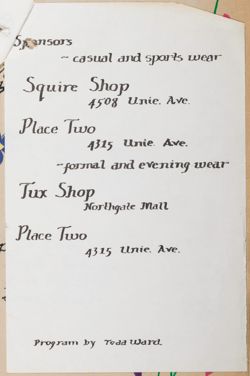 Sponsors
~ casual and sports wear
Squire Shop
4508 Univ. Ave.
Place Two
4315 Univ. Ave.
~formal and evening wear
Tux Shop
Northgate Mall
Place Two
4315 Univ. Ave.
Program by Todd Ward